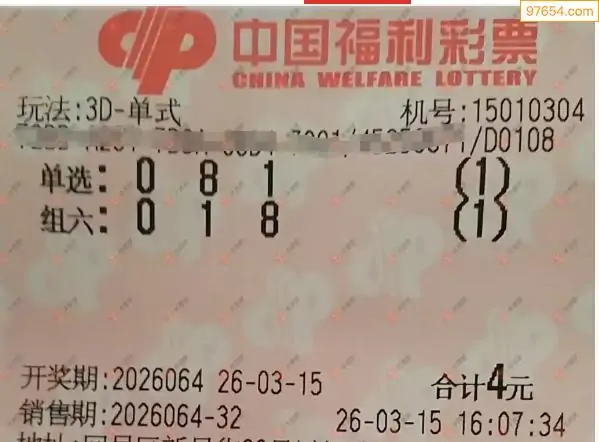 97654.com
中国福利彩票
CHINA WELFARE LOTTERY
玩法:3D-单式 机号:15010304
/D0108
单选: 0 8 1 (1)
组六: 0 1 8 (1)
开奖期:2026064 26-03-15 合计4元
销售期:2026064-32 26-03-15 16:07:34